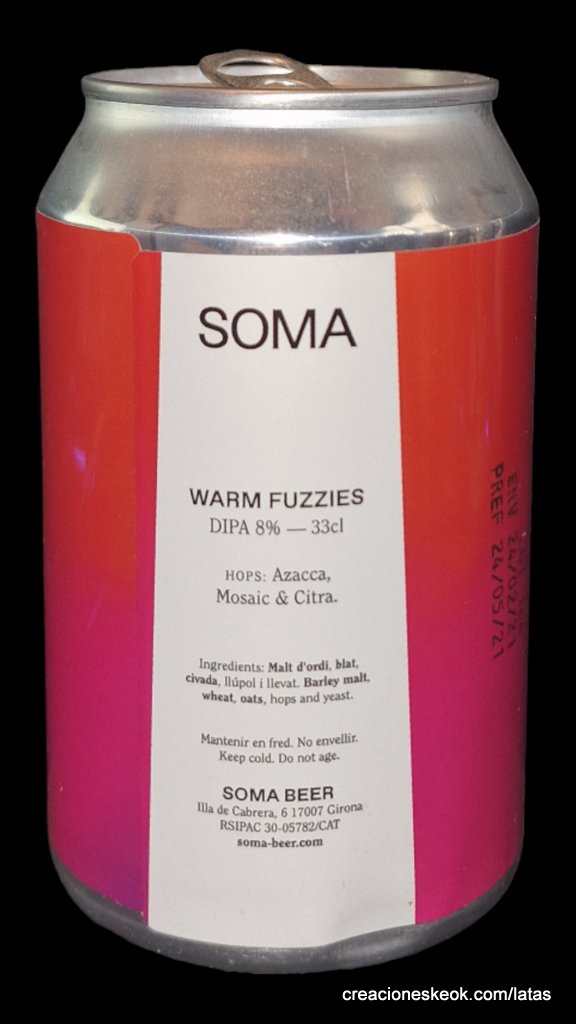 SOMA
WARM FUZZIES
DIPA 8% — 33cl
HOPS: Azacca,
Mosaic & Citra.
Ingredients: Malt d'ordi, blat,
civada, llúpol i llevat. Barley malt,
wheat, oats, hops and yeast.
Mantenir en fred. No envellir.
Keep cold. Do not age.
SOMA BEER
Illa de Cabrera, 6 17007 Girona
RSIPAC 30-05782/CAT
soma-beer.com
ENV 24/02/21
PREF 24/05/21
creacioneskeok.com/latas